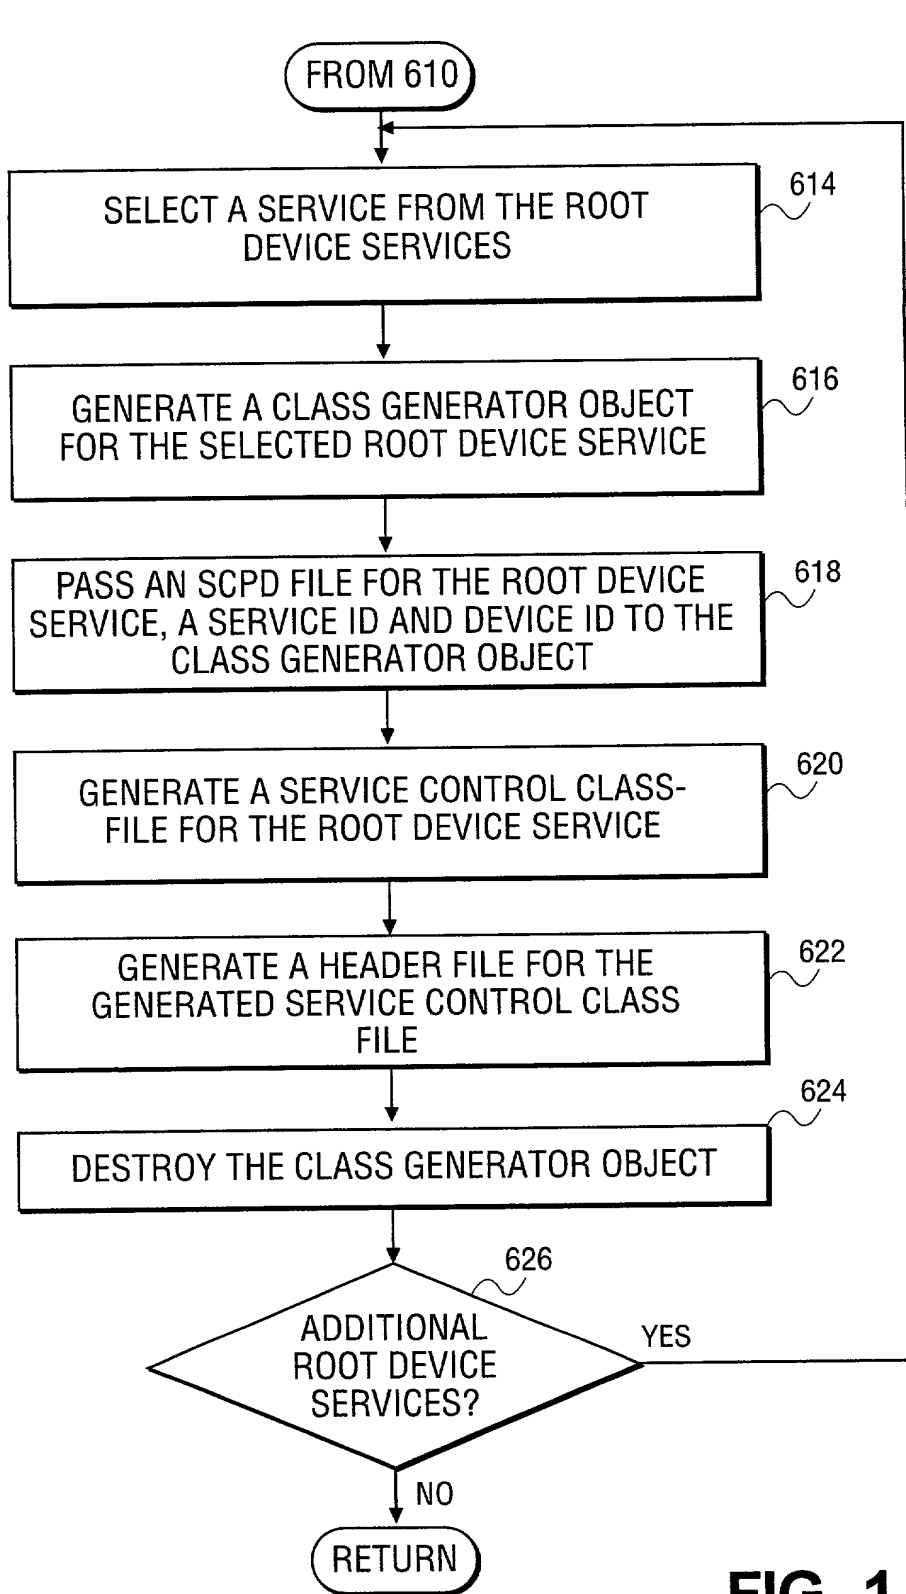 FROM 610
SELECT A SERVICE FROM THE ROOT
DEVICE SERVICES
614
GENERATE A CLASS GENERATOR OBJECT
FOR THE SELECTED ROOT DEVICE SERVICE
616
PASS AN SCPD FILE FOR THE ROOT DEVICE
SERVICE, A SERVICE ID AND DEVICE ID TO THE
CLASS GENERATOR OBJECT
618
GENERATE A SERVICE CONTROL CLASS-
FILE FOR THE ROOT DEVICE SERVICE
620
GENERATE A HEADER FILE FOR THE
GENERATED SERVICE CONTROL CLASS
FILE
622
DESTROY THE CLASS GENERATOR OBJECT
624
626
ADDITIONAL
ROOT DEVICE
SERVICES?
YES
NO
RETURN
FIG. 1